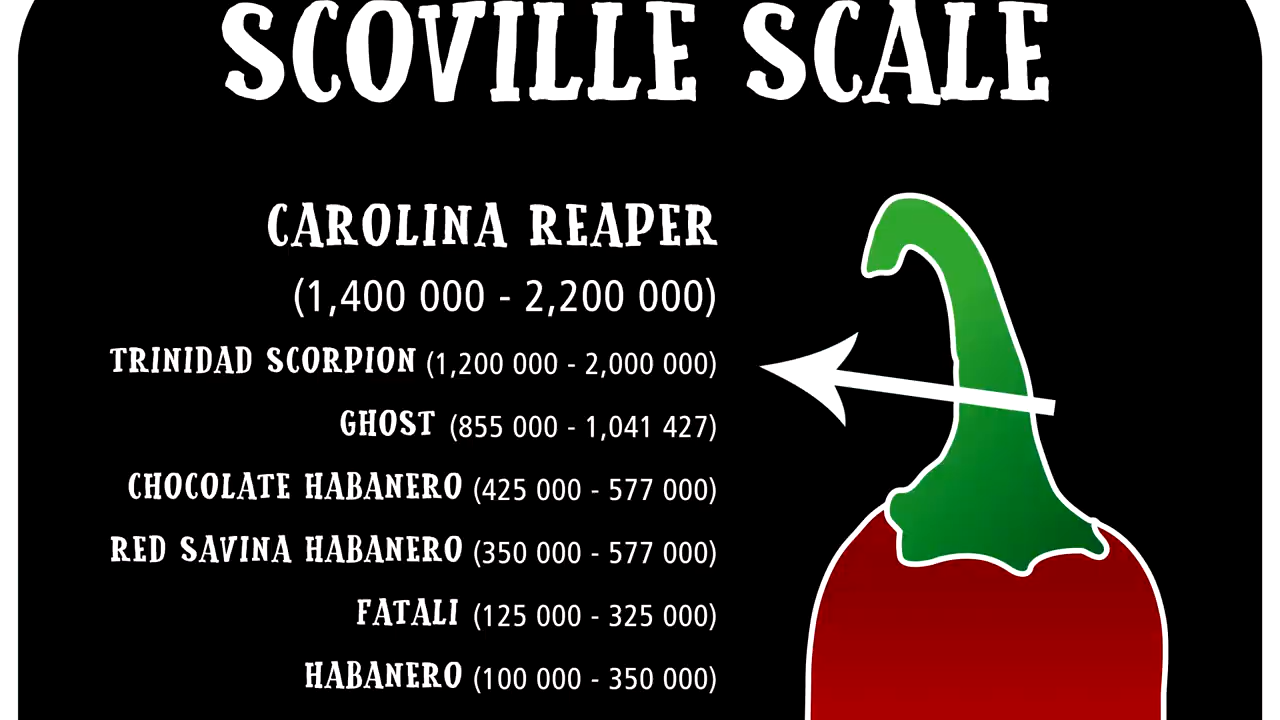 SCOVILLE SCALE
CAROLINA REAPER
(1,400 000 - 2,200 000)
TRINIDAD SCORPION (1,200 000 - 2,000 000)
GHOST (855 000 - 1,041 427)
CHOCOLATE HABANERO (425 000 - 577 000)
RED SAVINA HABANERO (350 000 - 577 000)
FATALI (125 000 - 325 000)
HABANERO (100 000 - 350 000)